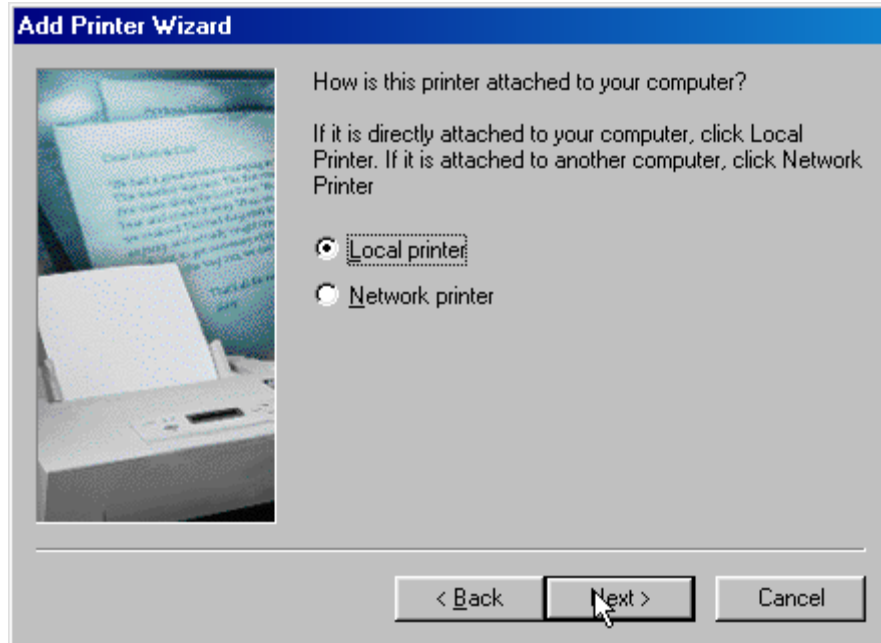 Add Printer Wizard
How is this printer attached to your computer?
If it is directly attached to your computer, click Local
Printer. If it is attached to another computer, click Network
Printer
Local printer
Network printer
< Back
Next >
Cancel